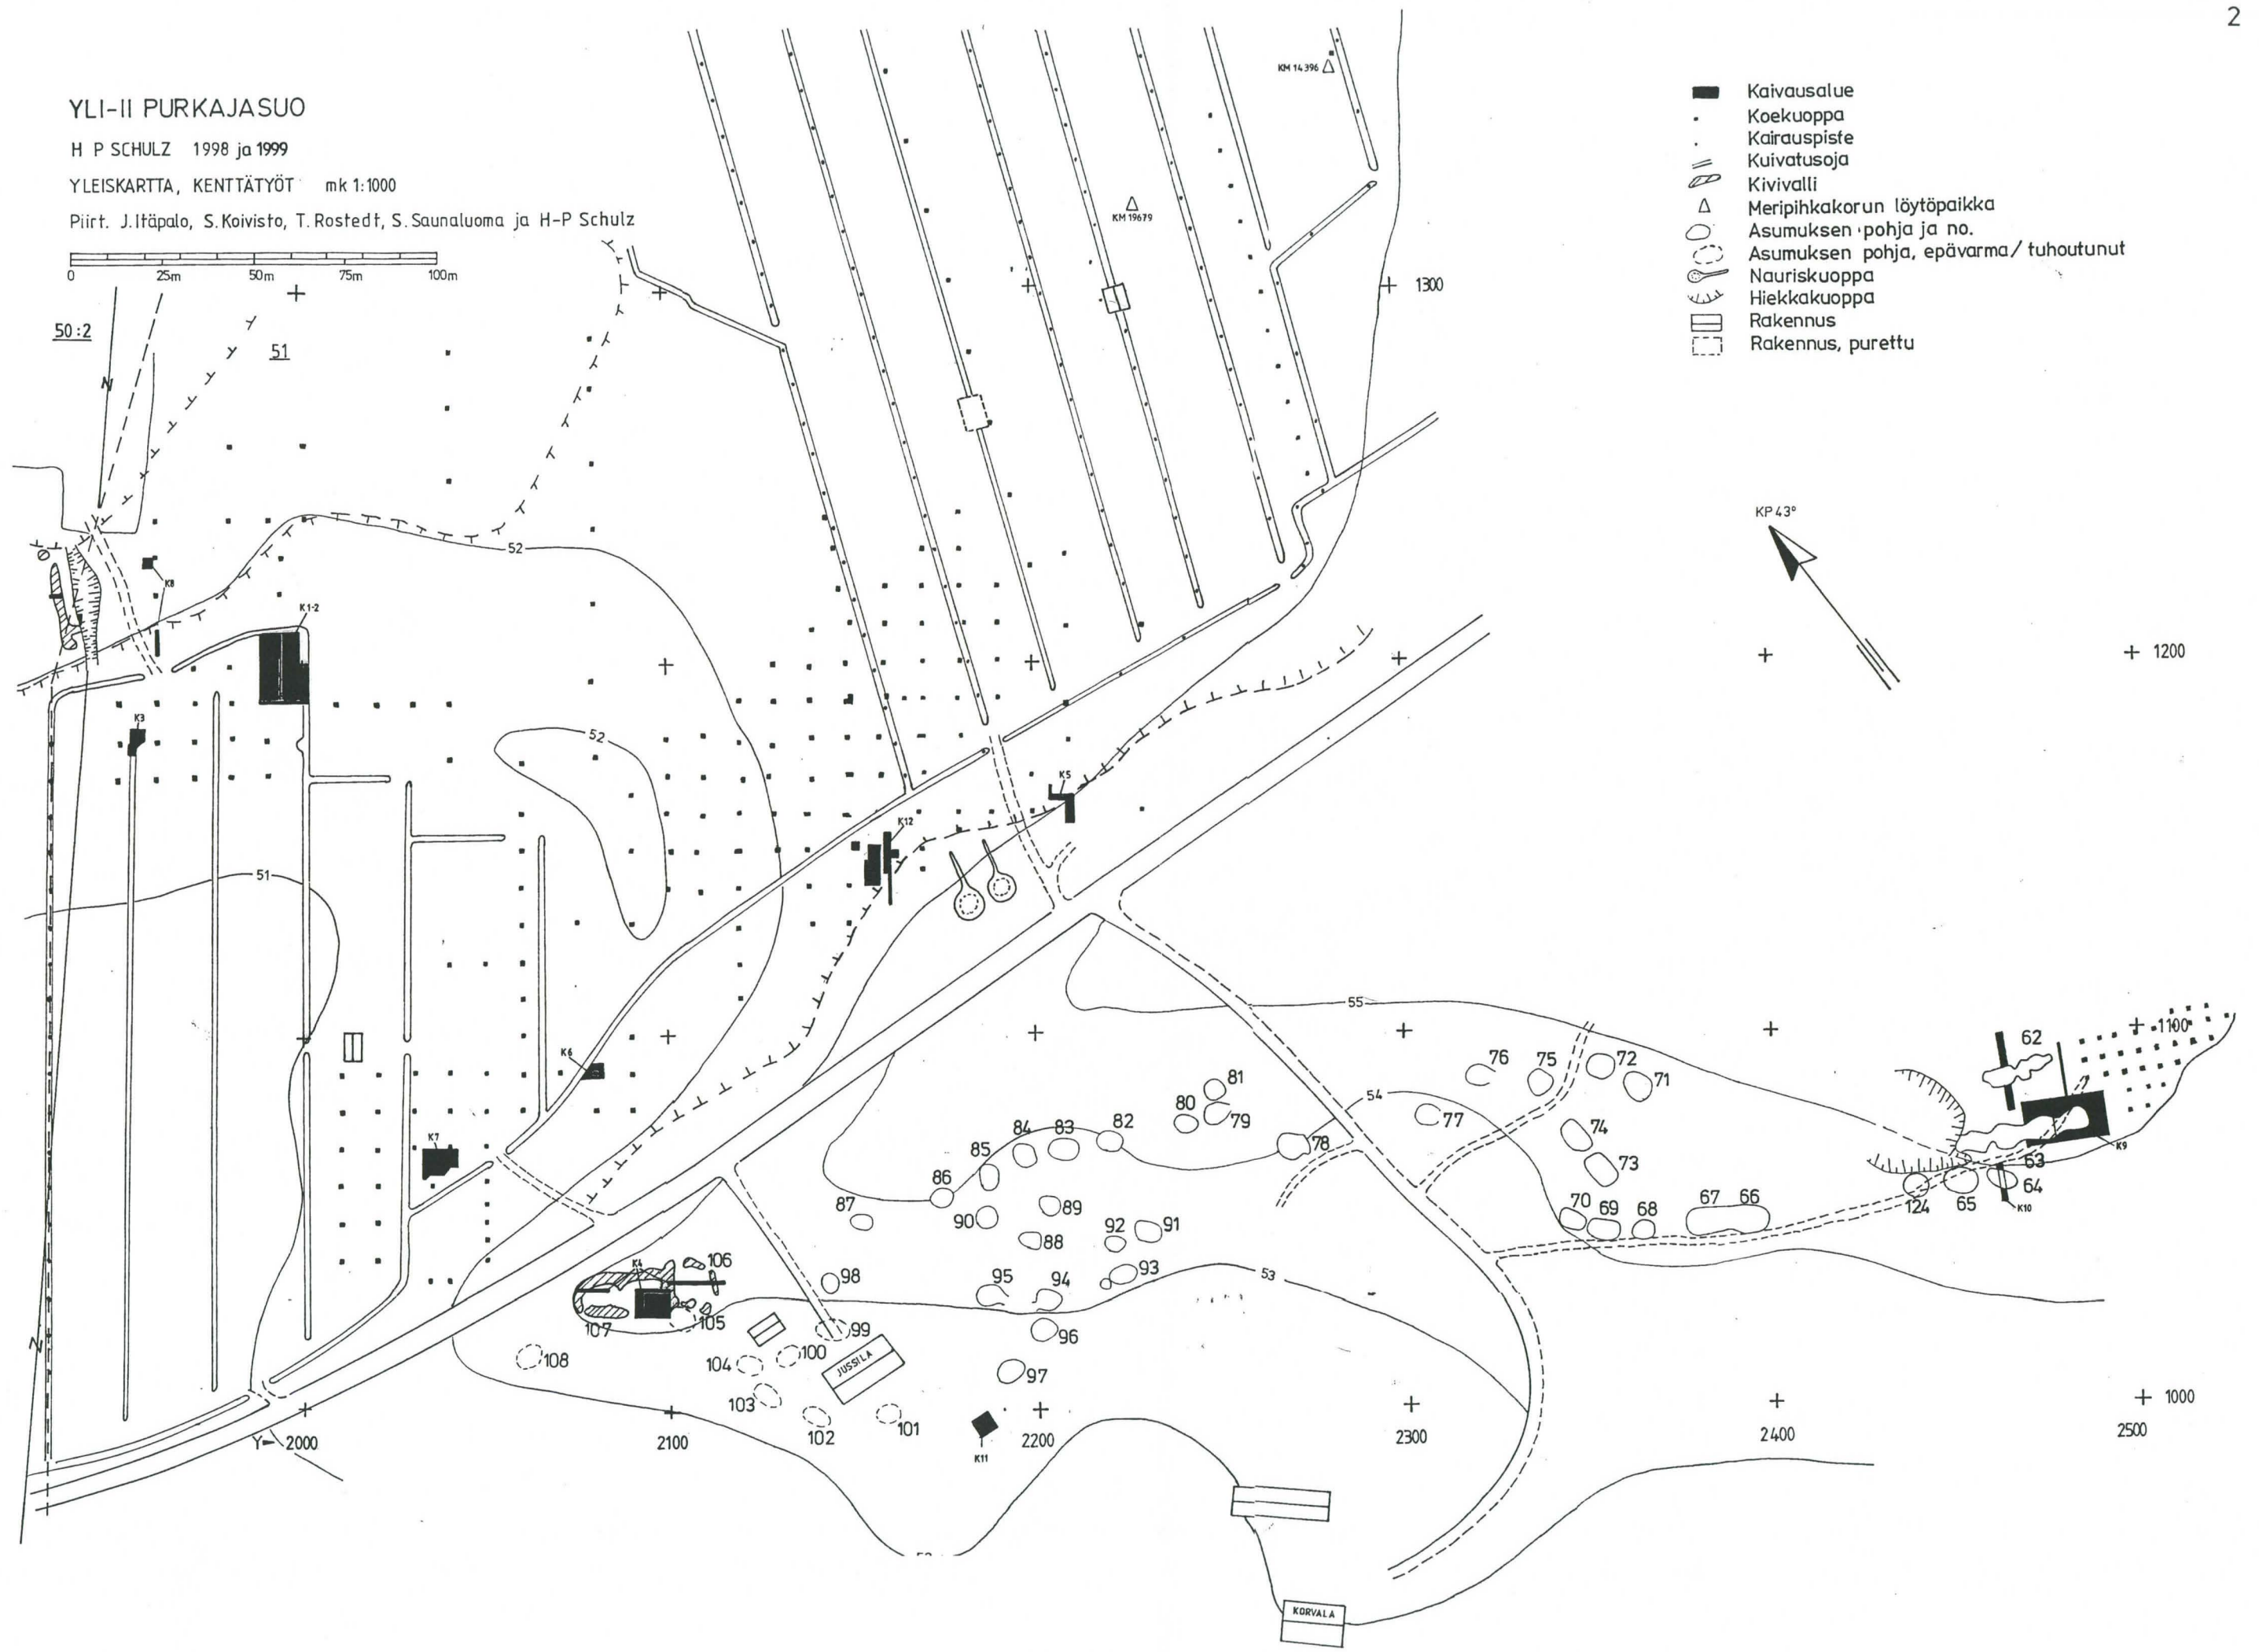 2
YLI-II PURKAJASUO
H P SCHULZ 1998 ja 1999
YLEISKARTTA, KENTTÄTYÖT mk 1:1000
Piirt. J. Itäpalo, S. Koivisto, T. Rostedt, S. Saunaluoma ja H-P Schulz
0 25m 50m 75m 100m
Kaivausalue
Koekuoppa
Kairauspiste
Kuivatusoja
Kivivalli
Meripihkakorun löytöpaikka
Asumuksen pohja ja no.
Asumuksen pohja, epävarma/tuhoutunut
Nauriskuoppa
Hiekkakuoppa
Rakennus
Rakennus, purettu
KM 14396
KM 19679
1300
50:2
51
N
KP 43°
52
K8
K1-2
1200
K3
52
K5
K12
51
55
1100
62
K6
76
75
72
71
81
80
79
54
77
K7
84
83
82
78
74
73
K9
85
63
86
64
124
65
K10
87
90
89
70
69
68
67
66
88
92
91
K4
106
98
95
94
93
53
107
105
99
96
N
108
104
100
JUSSILA
97
103
102
101
1000
Y
2000
2100
2200
2300
2400
2500
K11
KORVALA